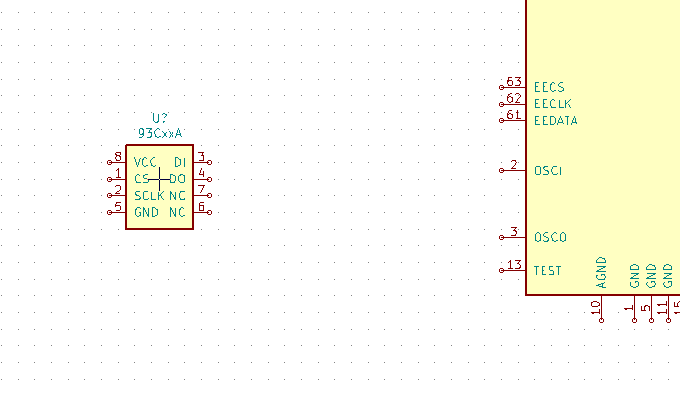 U?
93CxxA
8 VCC DI 3
1 CS DO 4
2 SCLK NC 7
5 GND NC 6
63 EECS
62 EECLK
61 EEDATA
2 OSCI
3 OSCO
13 TEST
AGND GND GND GND
10 1 5 11